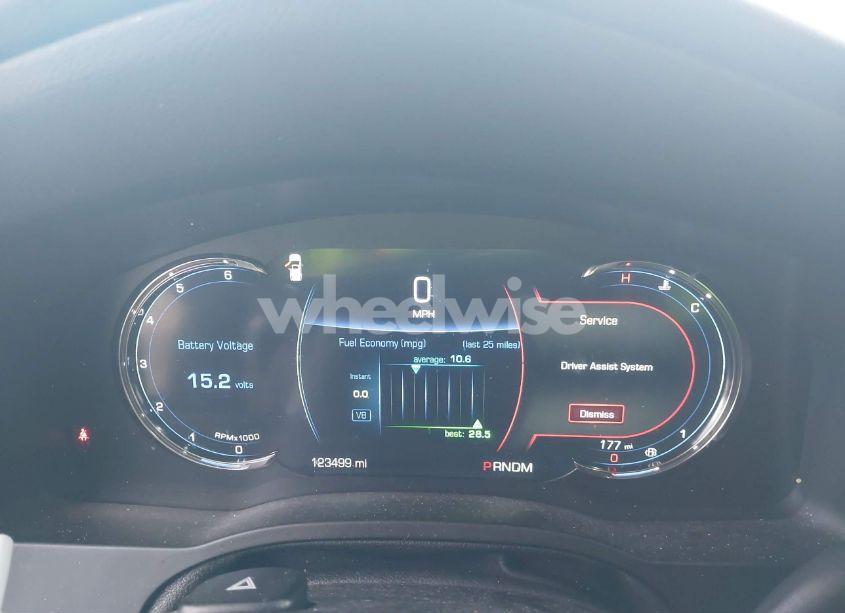 6
5
4
3
2
1
0
RPMx1000
Battery Voltage
15.2 volts
123499 mi
0
MPH
wheelwise
Fuel Economy (mpg) (last 25 miles)
average: 10.6
Instant
0.0
V8
best: 28.5
PRNDM
H
C
Service
Driver Assist System
Dismiss
177 mi
1
0